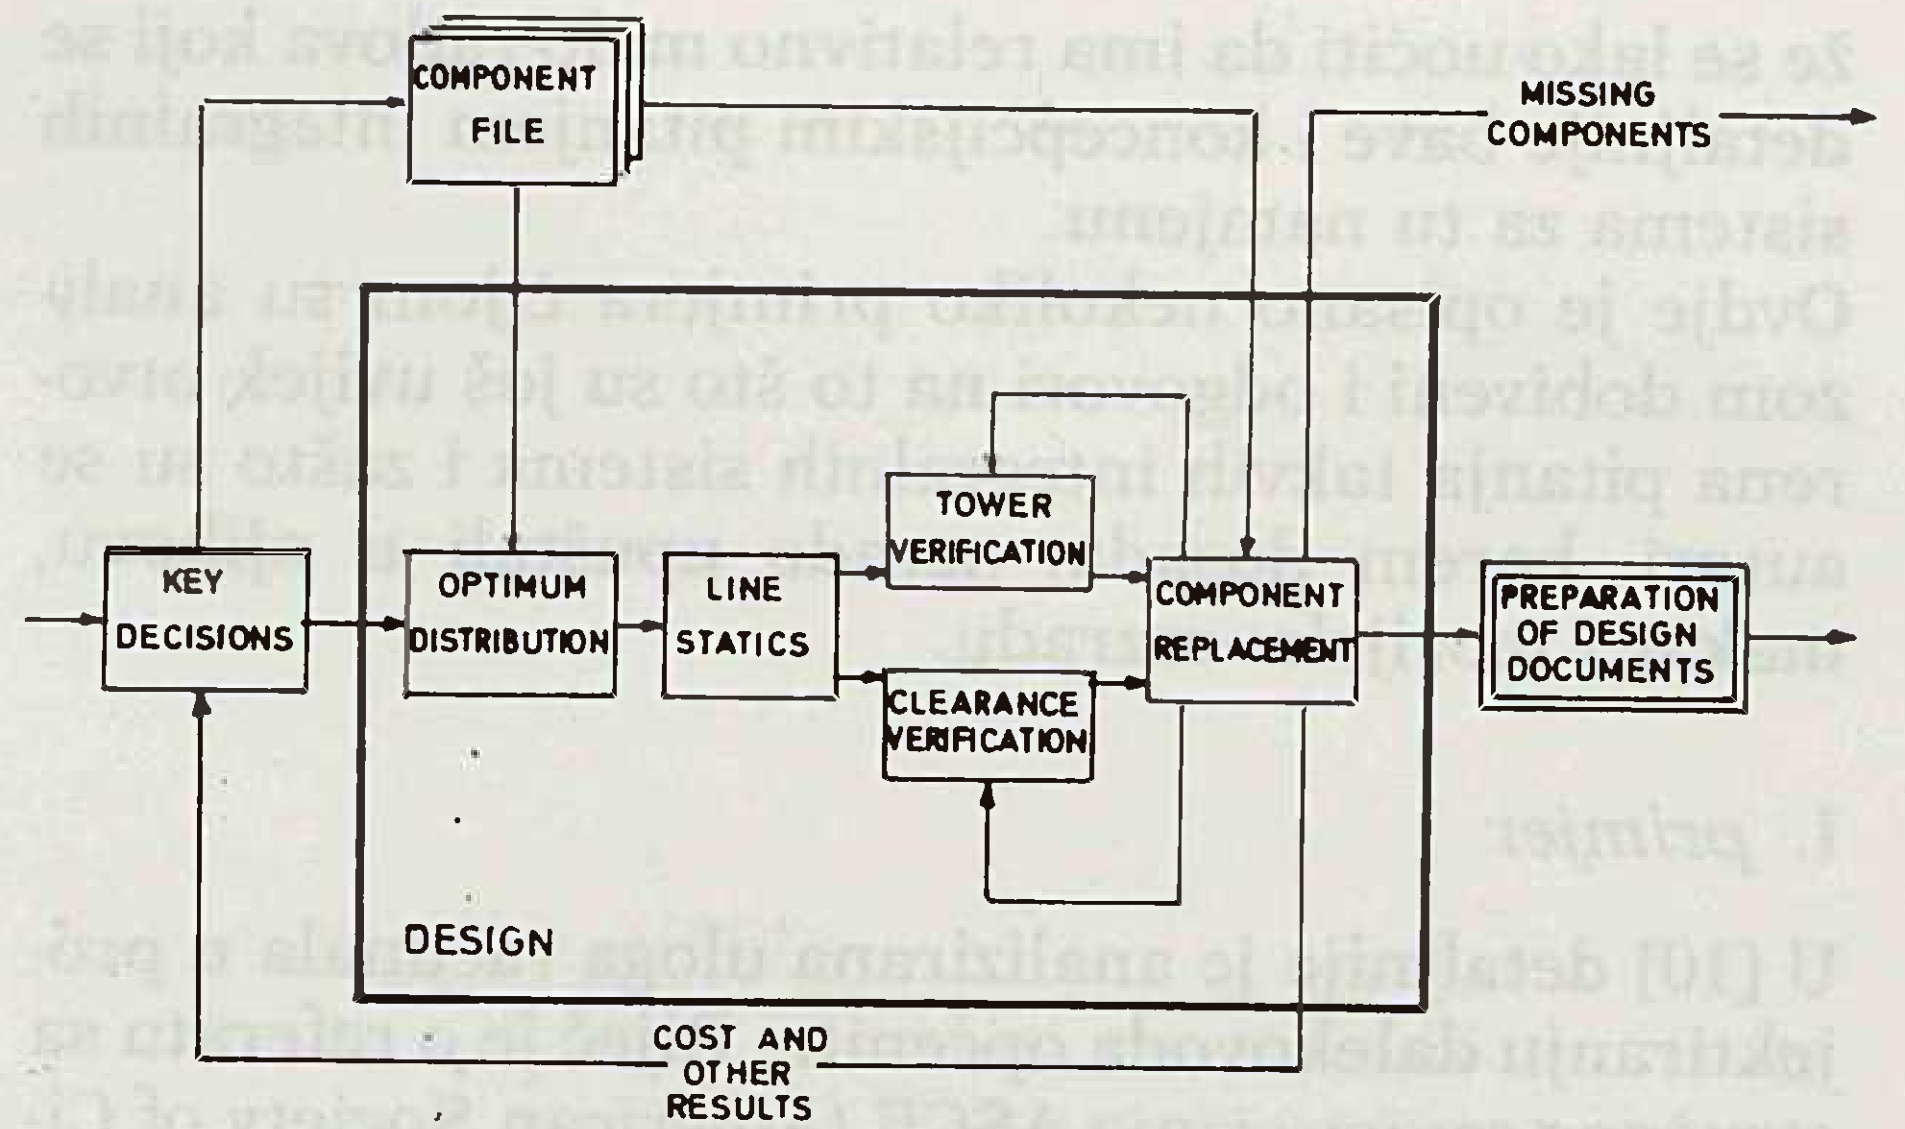 COMPONENT
FILE
MISSING
COMPONENTS
KEY
DECISIONS
OPTIMUM
DISTRIBUTION
LINE
STATICS
TOWER
VERIFICATION
CLEARANCE
VERIFICATION
COMPONENT
REPLACEMENT
PREPARATION
OF DESIGN
DOCUMENTS
DESIGN
COST AND
OTHER
RESULTS